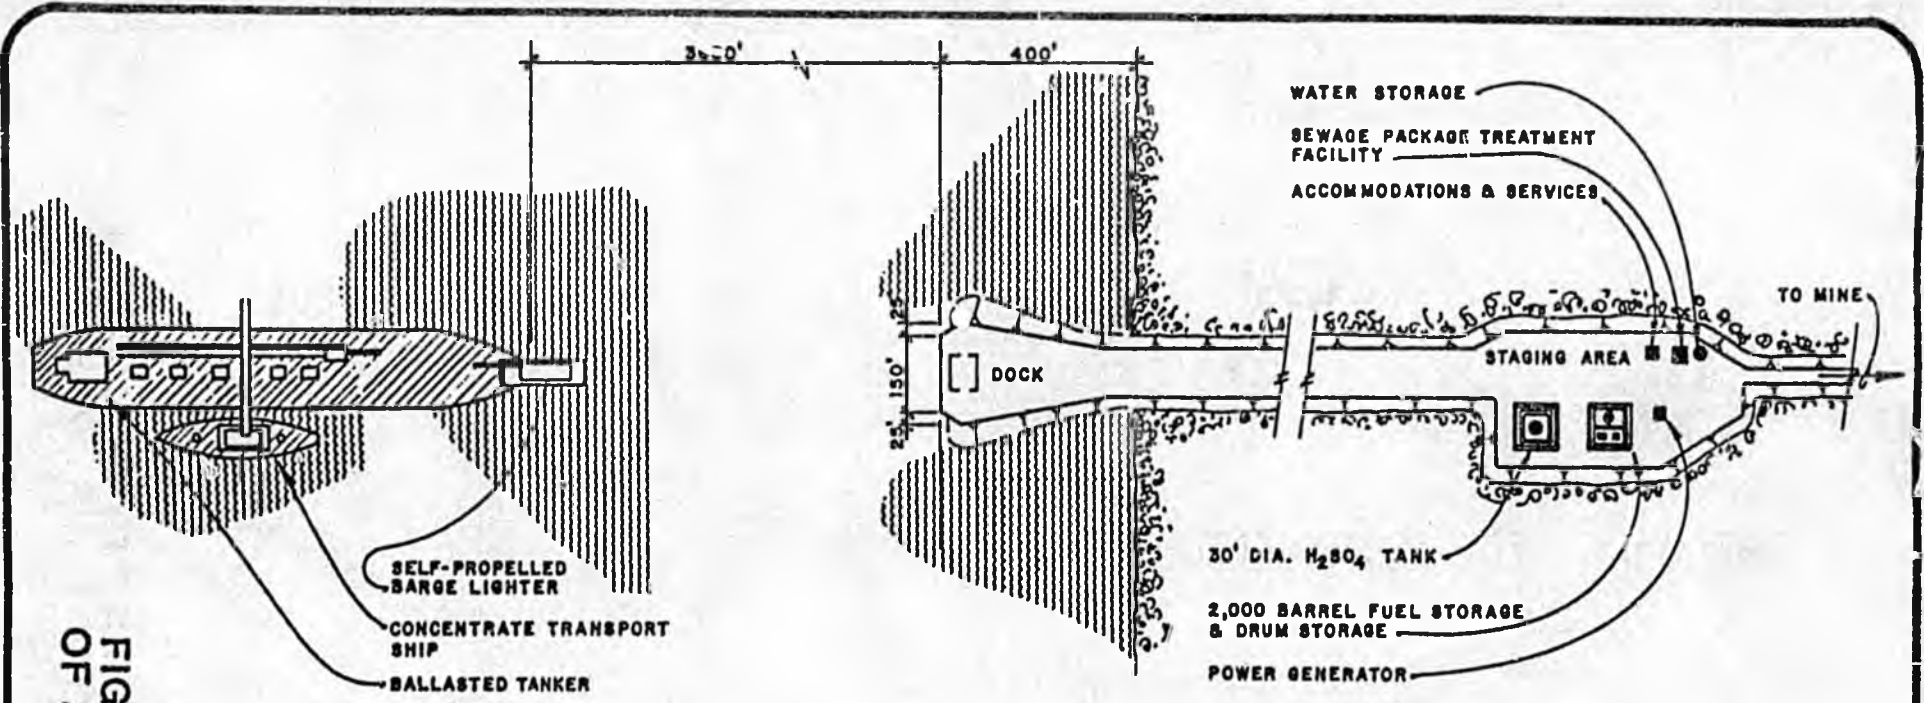 400'
WATER STORAGE
SEWAGE PACKAGE TREATMENT
FACILITY
ACCOMMODATIONS & SERVICES
TO MINE
25'
150'
25'
DOCK
STAGING AREA
SELF-PROPELLED
BARGE LIGHTER
CONCENTRATE TRANSPORT
SHIP
BALLASTED TANKER
30' DIA. H₂SO₄ TANK
2,000 BARREL FUEL STORAGE
& DRUM STORAGE
POWER GENERATOR
FIG
OF